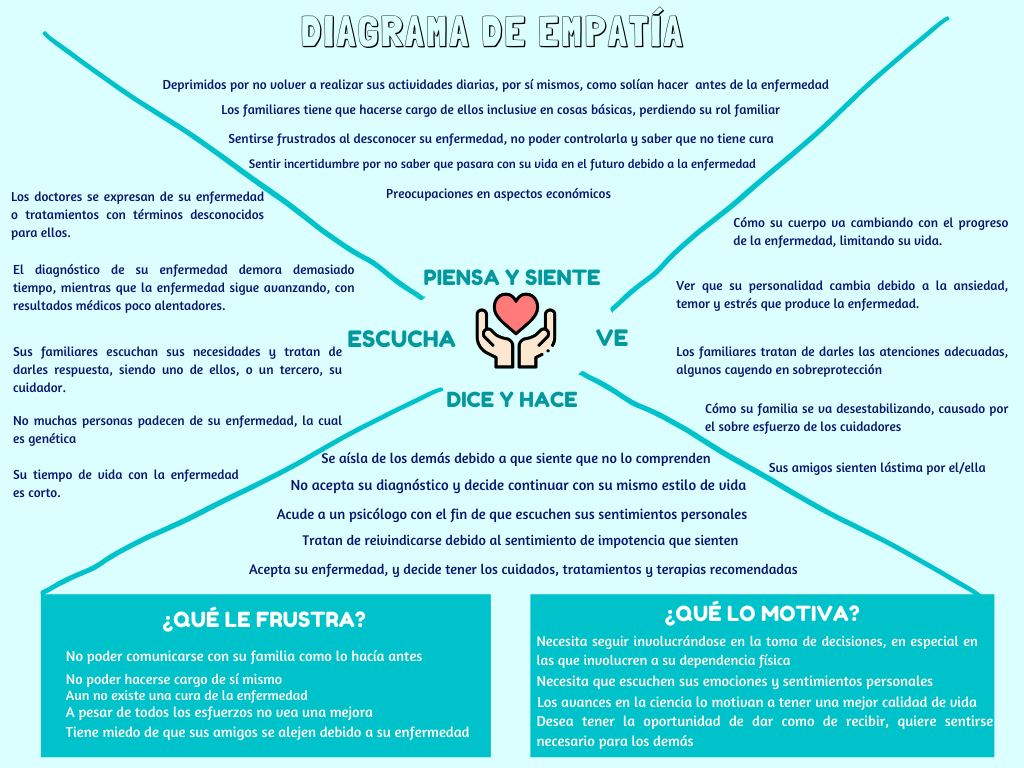 DIAGRAMA DE EMPATÍA
Deprimidos por no volver a realizar sus actividades diarias, por sí mismos, como solían hacer antes de la enfermedad
Los familiares tiene que hacerse cargo de ellos inclusive en cosas básicas, perdiendo su rol familiar
Sentirse frustrados al desconocer su enfermedad, no poder controlarla y saber que no tiene cura
Sentir incertidumbre por no saber que pasara con su vida en el futuro debido a la enfermedad
Preocupaciones en aspectos económicos
PIENSA Y SIENTE
Los doctores se expresan de su enfermedad
o tratamientos con términos desconocidos
para ellos.
El diagnóstico de su enfermedad demora demasiado
tiempo, mientras que la enfermedad sigue avanzando, con
resultados médicos poco alentadores.
ESCUCHA
Sus familiares escuchan sus necesidades y tratan de
darles respuesta, siendo uno de ellos, o un tercero, su
cuidador.
No muchas personas padecen de su enfermedad, la cual
es genética
Su tiempo de vida con la enfermedad
es corto.
VE
Cómo su cuerpo va cambiando con el progreso
de la enfermedad, limitando su vida.
Ver que su personalidad cambia debido a la ansiedad,
temor y estrés que produce la enfermedad.
Los familiares tratan de darles las atenciones adecuadas,
algunos cayendo en sobreprotección
Cómo su familia se va desestabilizando, causado por
el sobre esfuerzo de los cuidadores
Sus amigos sienten lástima por el/ella
DICE Y HACE
Se aísla de los demás debido a que siente que no lo comprenden
No acepta su diagnóstico y decide continuar con su mismo estilo de vida
Acude a un psicólogo con el fin de que escuchen sus sentimientos personales
Tratan de reivindicarse debido al sentimiento de impotencia que sienten
Acepta su enfermedad, y decide tener los cuidados, tratamientos y terapias recomendadas
¿QUÉ LE FRUSTRA?
No poder comunicarse con su familia como lo hacía antes
No poder hacerse cargo de sí mismo
Aun no existe una cura de la enfermedad
A pesar de todos los esfuerzos no vea una mejora
Tiene miedo de que sus amigos se alejen debido a su enfermedad
¿QUÉ LO MOTIVA?
Necesita seguir involucrándose en la toma de decisiones, en especial en
las que involucren a su dependencia física
Necesita que escuchen sus emociones y sentimientos personales
Los avances en la ciencia lo motivan a tener una mejor calidad de vida
Desea tener la oportunidad de dar como de recibir, quiere sentirse
necesario para los demás